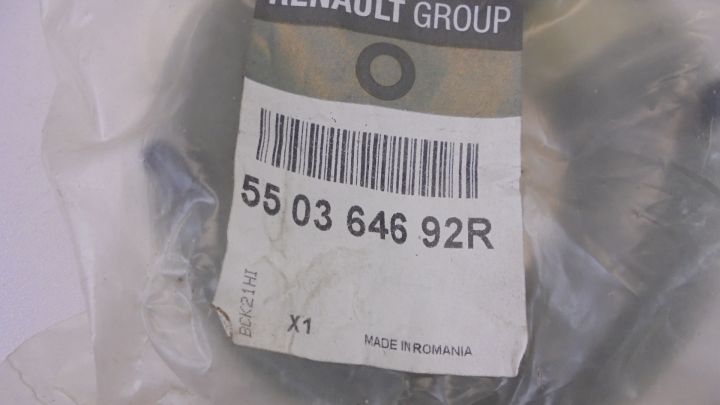 RENAULT GROUP
55 03 646 92R
BCK21HI
X1
MADE IN ROMANIA